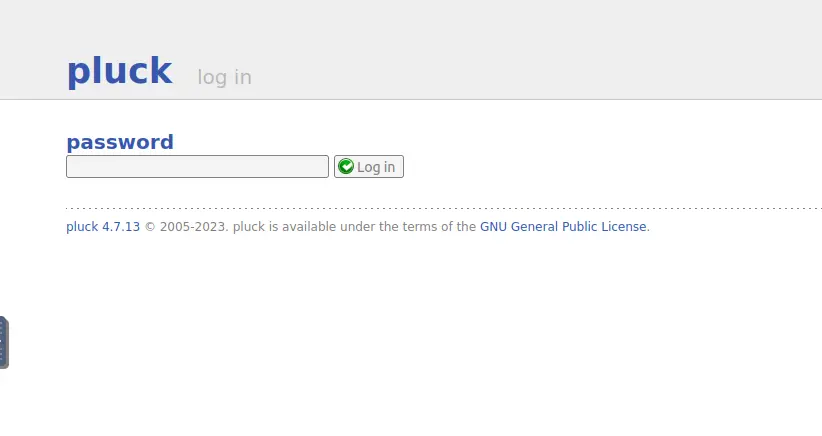 pluck log in
password
Log in
pluck 4.7.13 © 2005-2023. pluck is available under the terms of the GNU General Public License.